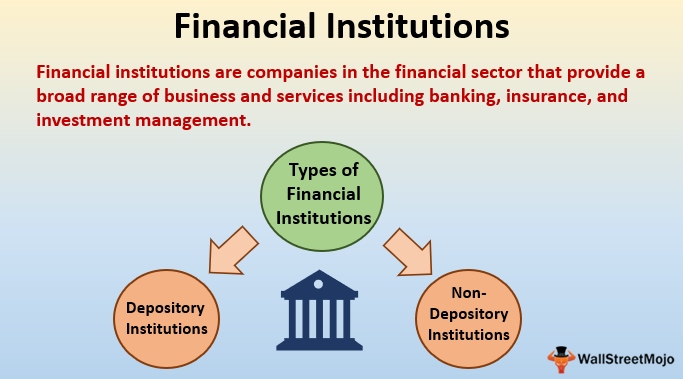 Financial Institutions
Financial institutions are companies in the financial sector that provide a
broad range of business and services including banking, insurance, and
investment management.
Types of
Financial
Institutions
Depository
Institutions
Non-
Depository
Institutions
WallStreetMojo